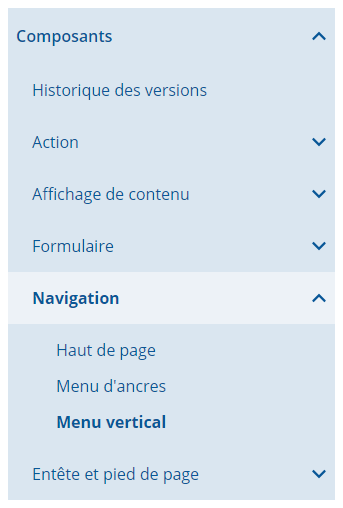 Composants
Historique des versions
Action
Affichage de contenu
Formulaire
Navigation
Haut de page
Menu d'ancres
Menu vertical
Entête et pied de page